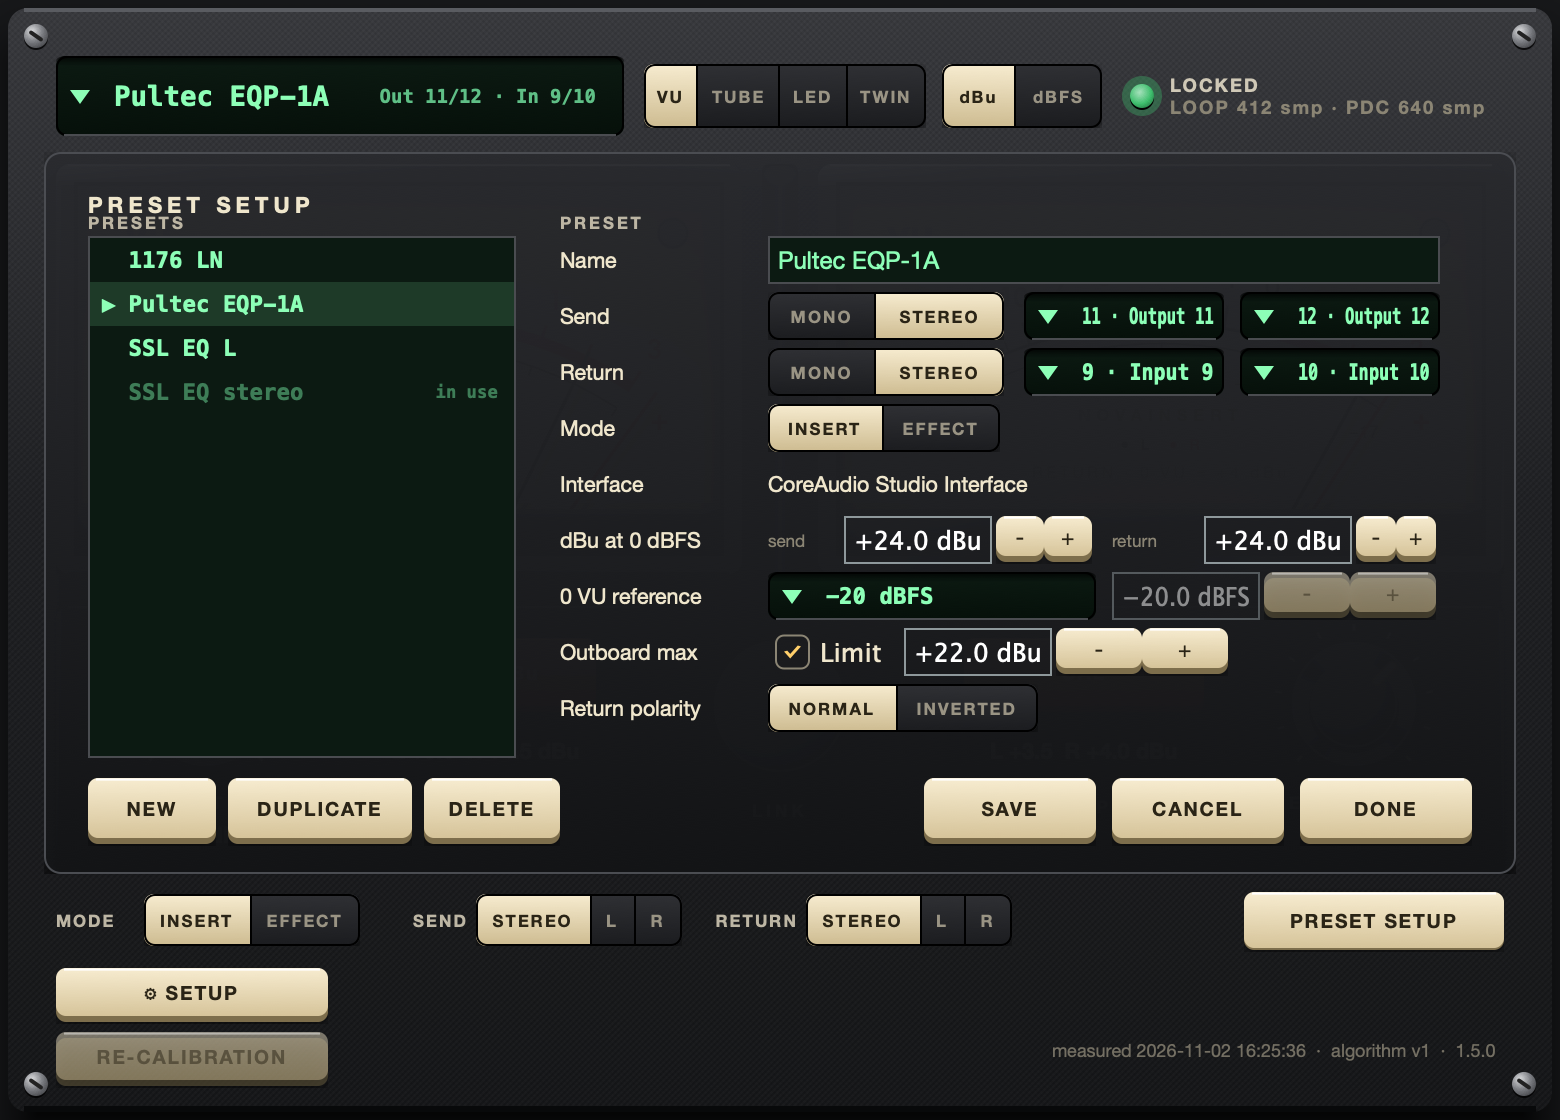 ▼ Pultec EQP–1A Out 11/12 · In 9/10 VU TUBE LED TWIN dBu dBFS LOCKED
LOOP 412 smp · PDC 640 smp
PRESET SETUP
PRESETS
1176 LN
▶ Pultec EQP–1A
SSL EQ L
SSL EQ stereo in use
PRESET
Name Pultec EQP-1A
Send MONO STEREO ▼ 11 · Output 11 ▼ 12 · Output 12
Return MONO STEREO ▼ 9 · Input 9 ▼ 10 · Input 10
Mode INSERT EFFECT
Interface CoreAudio Studio Interface
dBu at 0 dBFS send +24.0 dBu - + return +24.0 dBu - +
0 VU reference ▼ –20 dBFS –20.0 dBFS - +
Outboard max ✓ Limit +22.0 dBu - +
Return polarity NORMAL INVERTED
NEW DUPLICATE DELETE SAVE CANCEL DONE
MODE INSERT EFFECT SEND STEREO L R RETURN STEREO L R PRESET SETUP
⚙ SETUP
RE-CALIBRATION
measured 2026-11-02 16:25:36 · algorithm v1 · 1.5.0